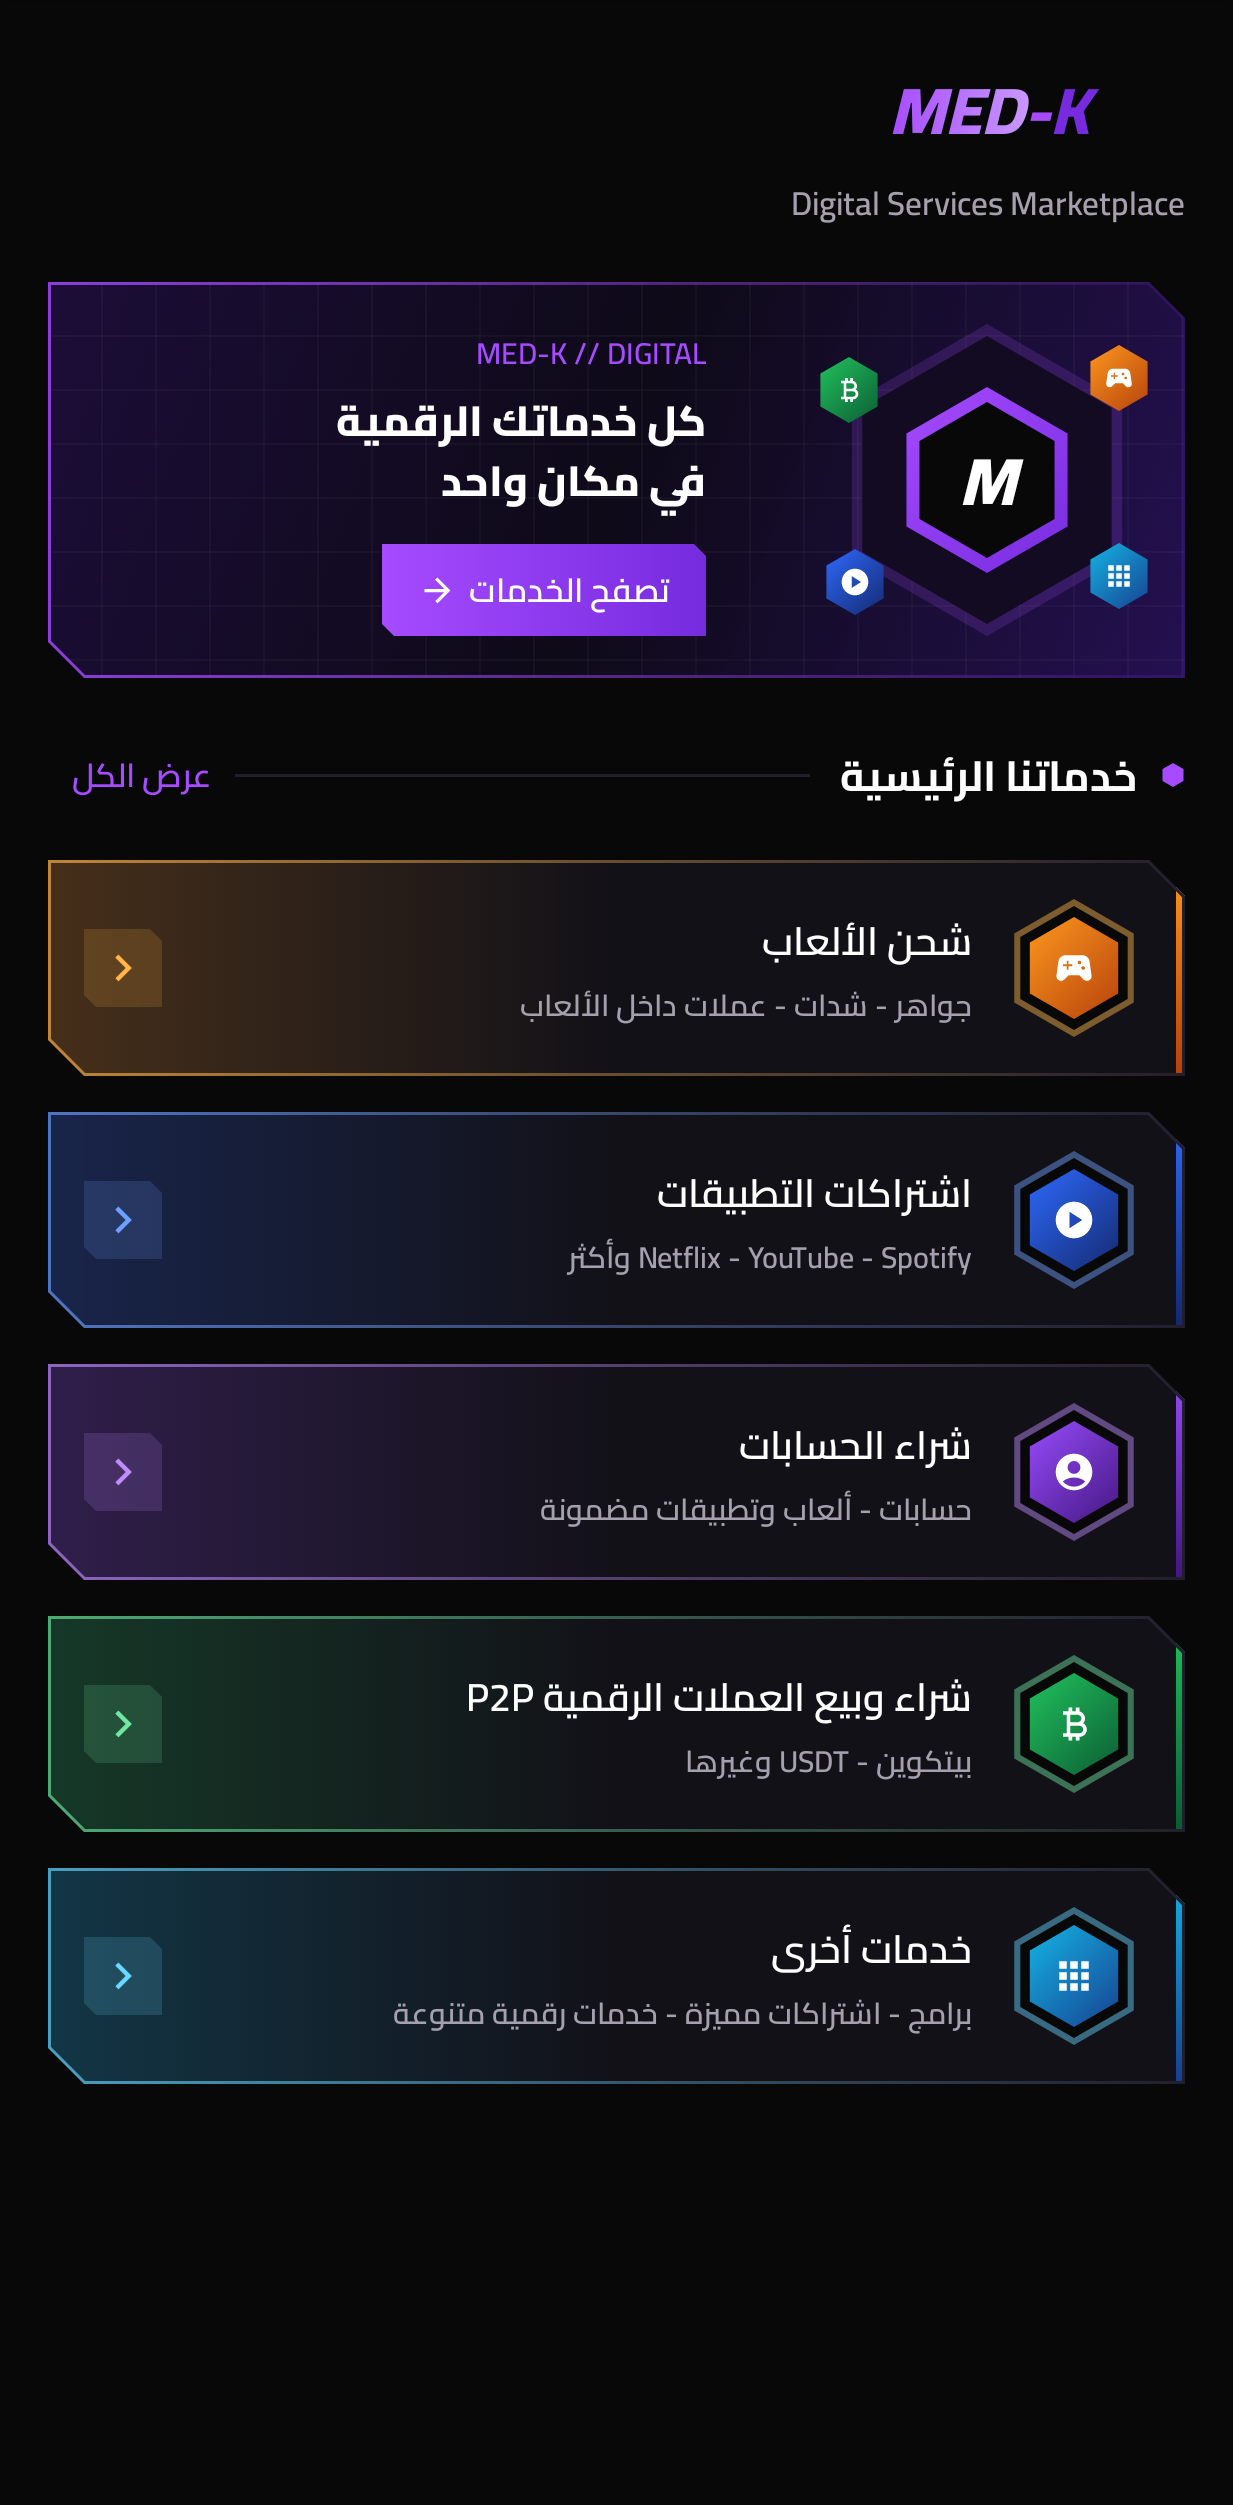 MED-K
Digital Services Marketplace
MED-K // DIGITAL
كل خدماتك الرقمية
في مكان واحد
M
تصفح الخدمات
خدماتنا الرئيسية
عرض الكل
شحن الألعاب
جواهر - شدات - عملات داخل الألعاب
اشتراكات التطبيقات
Netflix - YouTube - Spotify وأكثر
شراء الحسابات
حسابات - ألعاب وتطبيقات مضمونة
شراء وبيع العملات الرقمية P2P
بيتكوين - USDT وغيرها
خدمات أخرى
برامج - اشتراكات مميزة - خدمات رقمية متنوعة